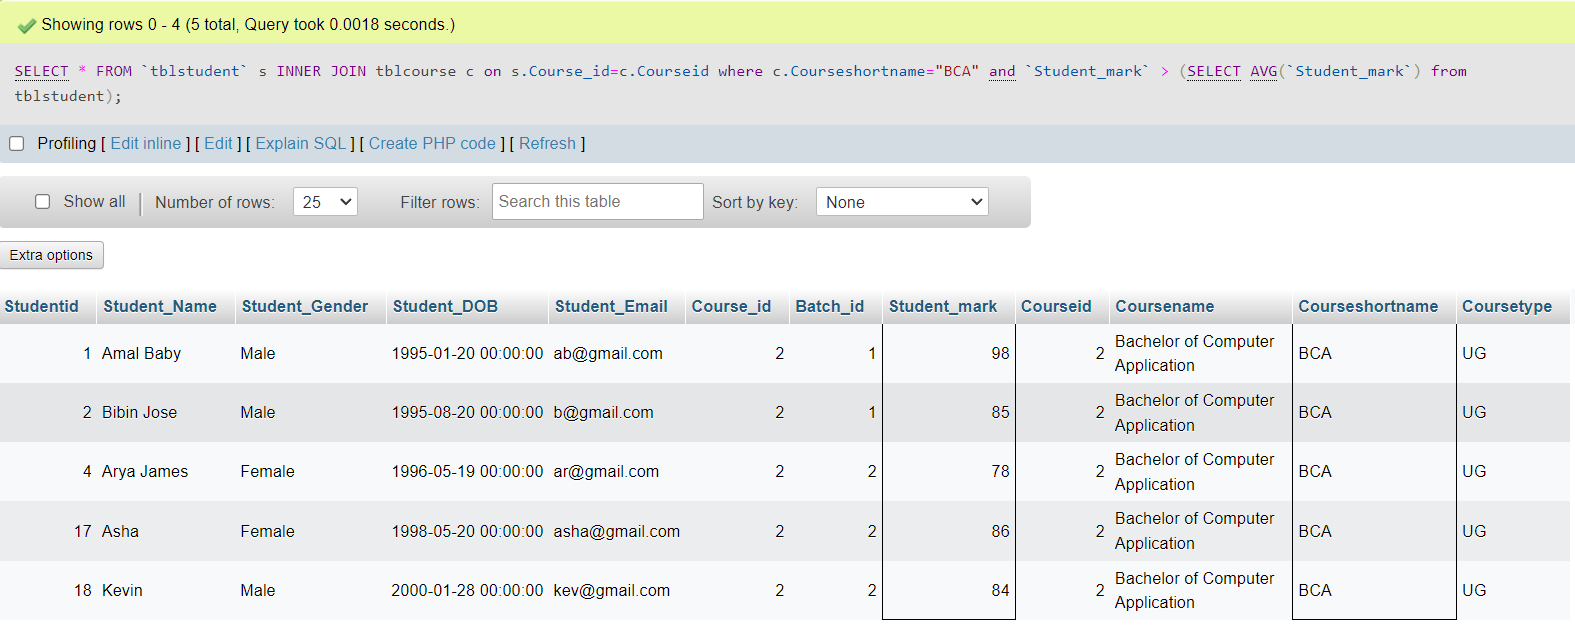 Showing rows 0 - 4 (5 total, Query took 0.0018 seconds.)
SELECT * FROM `tblstudent` s INNER JOIN tblcourse c on s.Course_id=c.Courseid where c.Courseshortname="BCA" and `Student_mark` > (SELECT AVG(`Student_mark`) from
tblstudent);
Profiling [ Edit inline ] [ Edit ] [ Explain SQL ] [ Create PHP code ] [ Refresh ]
Show all | Number of rows: 25 Filter rows: Search this table Sort by key: None
Extra options
Studentid Student_Name Student_Gender Student_DOB Student_Email Course_id Batch_id Student_mark Courseid Coursename Courseshortname Coursetype
1 Amal Baby Male 1995-01-20 00:00:00 ab@gmail.com 2 1 98 2 Bachelor of Computer
Application BCA UG
2 Bibin Jose Male 1995-08-20 00:00:00 b@gmail.com 2 1 85 2 Bachelor of Computer
Application BCA UG
4 Arya James Female 1996-05-19 00:00:00 ar@gmail.com 2 2 78 2 Bachelor of Computer
Application BCA UG
17 Asha Female 1998-05-20 00:00:00 asha@gmail.com 2 2 86 2 Bachelor of Computer
Application BCA UG
18 Kevin Male 2000-01-28 00:00:00 kev@gmail.com 2 2 84 2 Bachelor of Computer
Application BCA UG